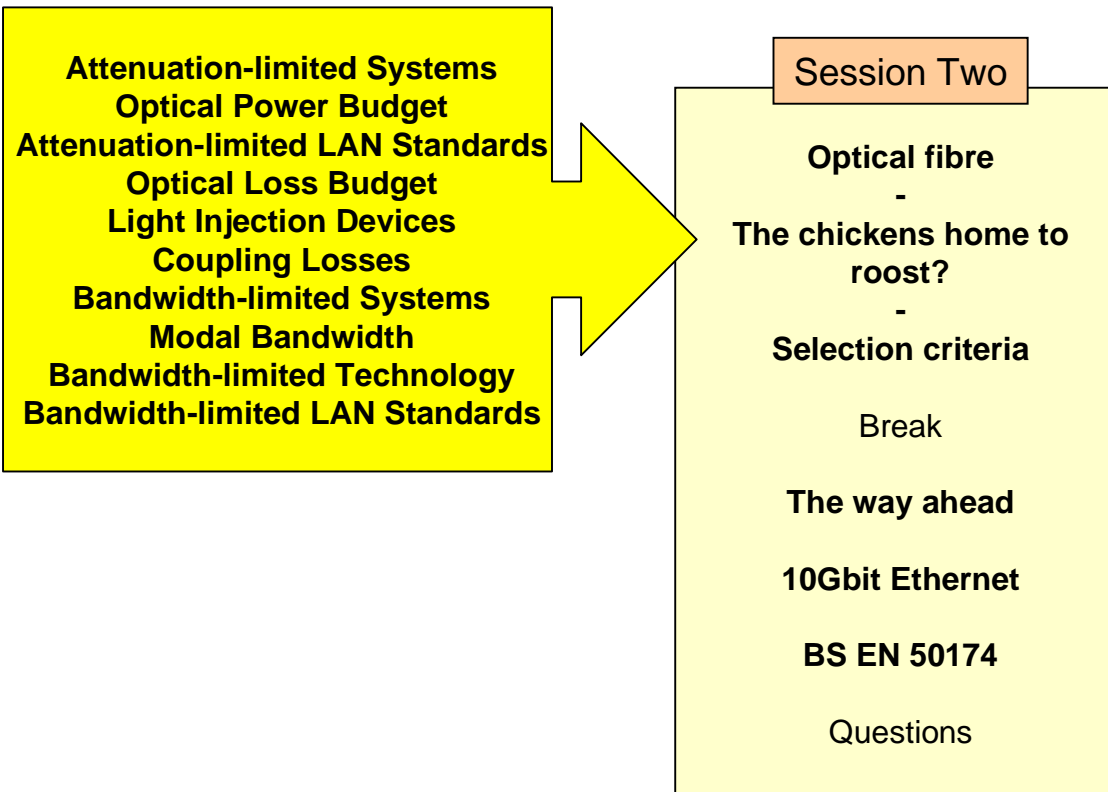 Attenuation-limited Systems
Optical Power Budget
Attenuation-limited LAN Standards
Optical Loss Budget
Light Injection Devices
Coupling Losses
Bandwidth-limited Systems
Modal Bandwidth
Bandwidth-limited Technology
Bandwidth-limited LAN Standards
Session Two
Optical fibre
-
The chickens home to
roost?
-
Selection criteria
Break
The way ahead
10Gbit Ethernet
BS EN 50174
Questions